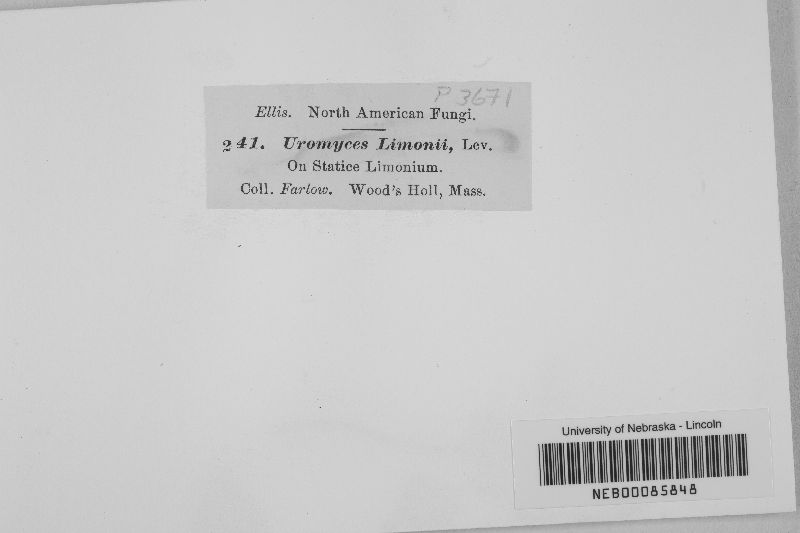 P 3671
Ellis. North American Fungi.
241. Uromyces Limonii, Lev.
On Statice Limonium.
Coll. Farlow. Wood's Holl, Mass.
University of Nebraska - Lincoln
NEB00085848